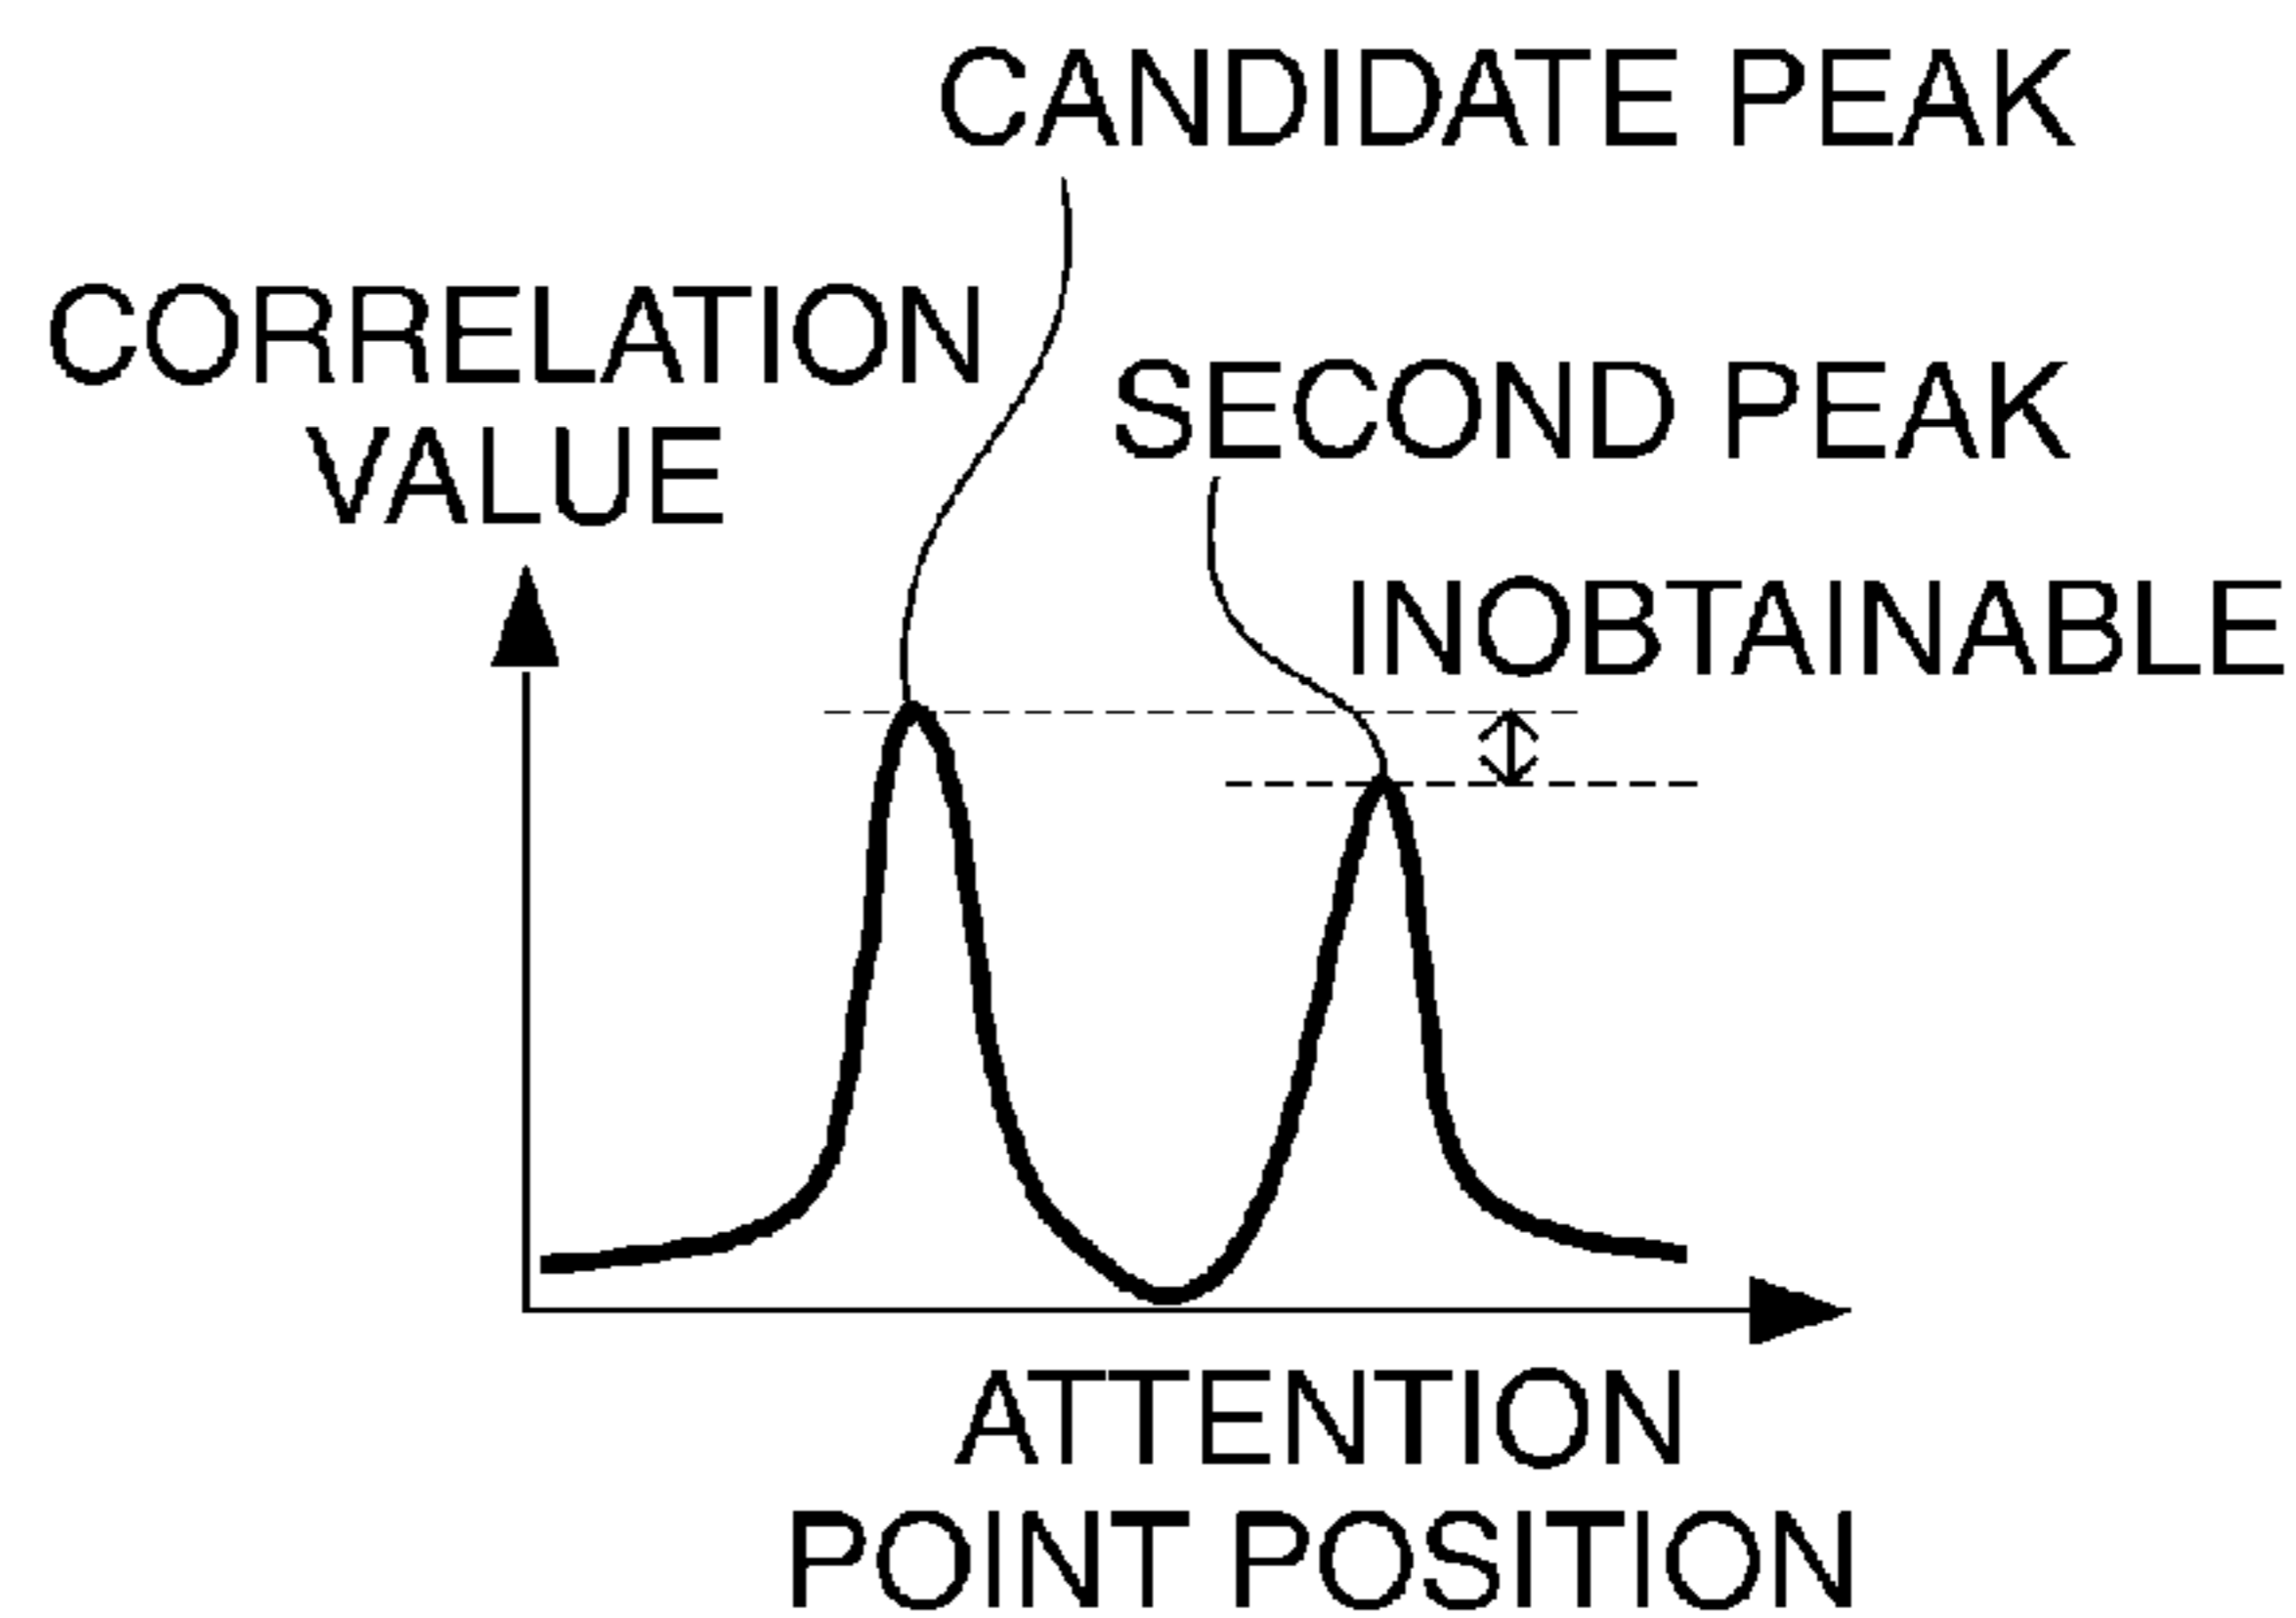 CANDIDATE PEAK
CORRELATION
VALUE
SECOND PEAK
INOBTAINABLE
ATTENTION
POINT POSITION